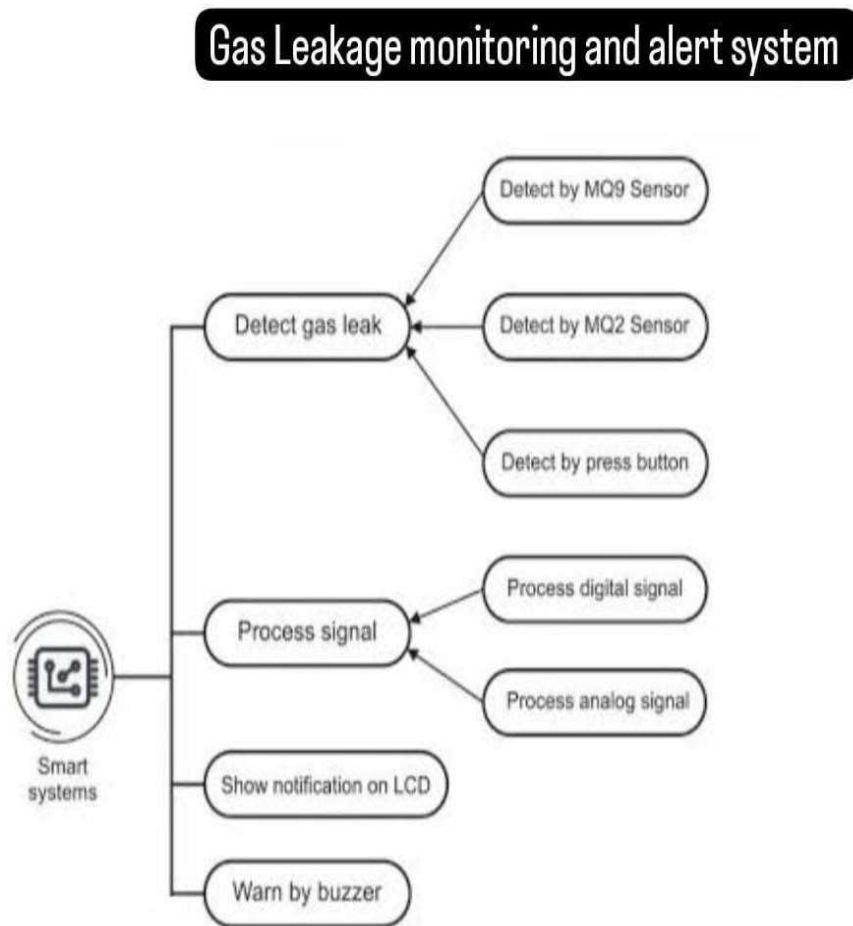 Gas Leakage monitoring and alert system
Detect by MQ9 Sensor
Detect gas leak
Detect by MQ2 Sensor
Detect by press button
Process digital signal
Process signal
Process analog signal
Smart
systems
Show notification on LCD
Warn by buzzer